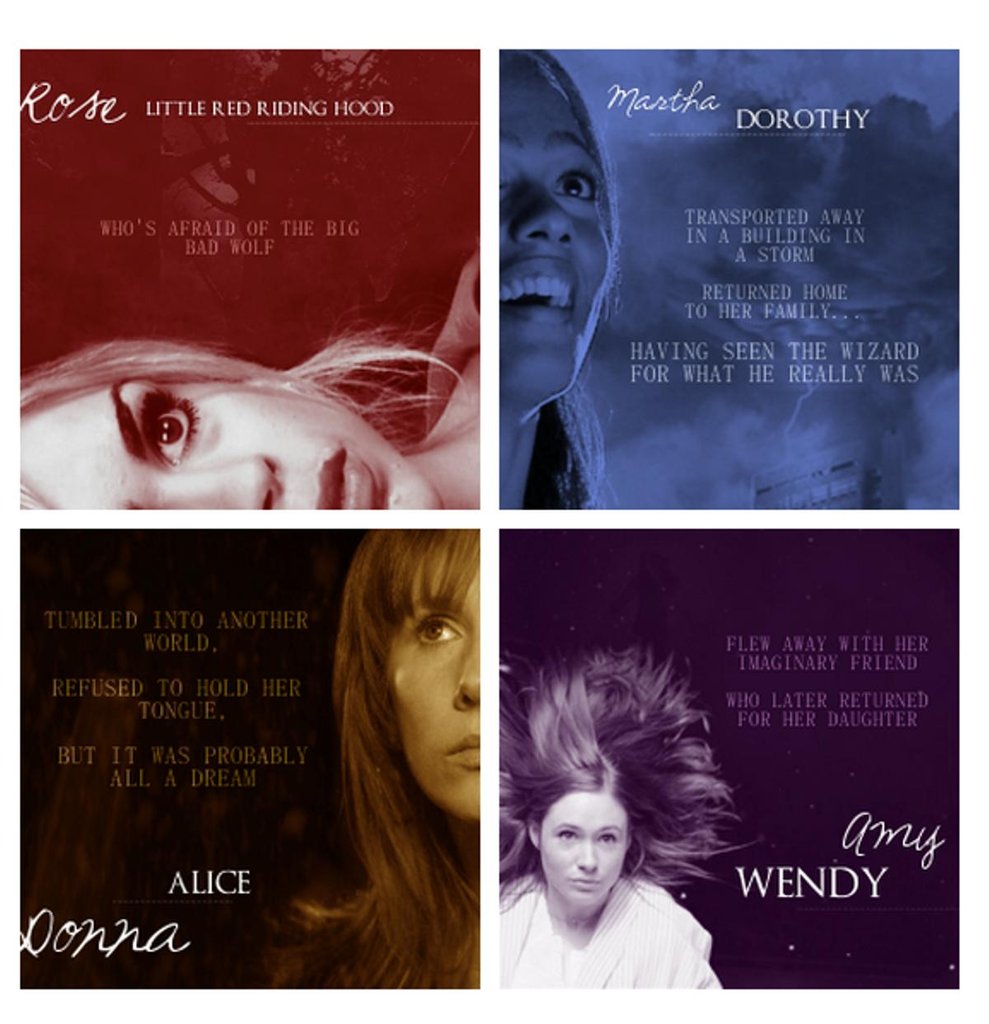 Rose LITTLE RED RIDING HOOD
WHO'S AFRAID OF THE BIG
BAD WOLF
Martha
DOROTHY
TRANSPORTED AWAY
IN A BUILDING IN
A STORM
RETURNED HOME
TO HER FAMILY...
HAVING SEEN THE WIZARD
FOR WHAT HE REALLY WAS
TUMBLED INTO ANOTHER
WORLD,
REFUSED TO HOLD HER
TONGUE,
BUT IT WAS PROBABLY
ALL A DREAM
ALICE
Donna
FLEW AWAY WITH HER
IMAGINARY FRIEND
WHO LATER RETURNED
FOR HER DAUGHTER
Amy
WENDY